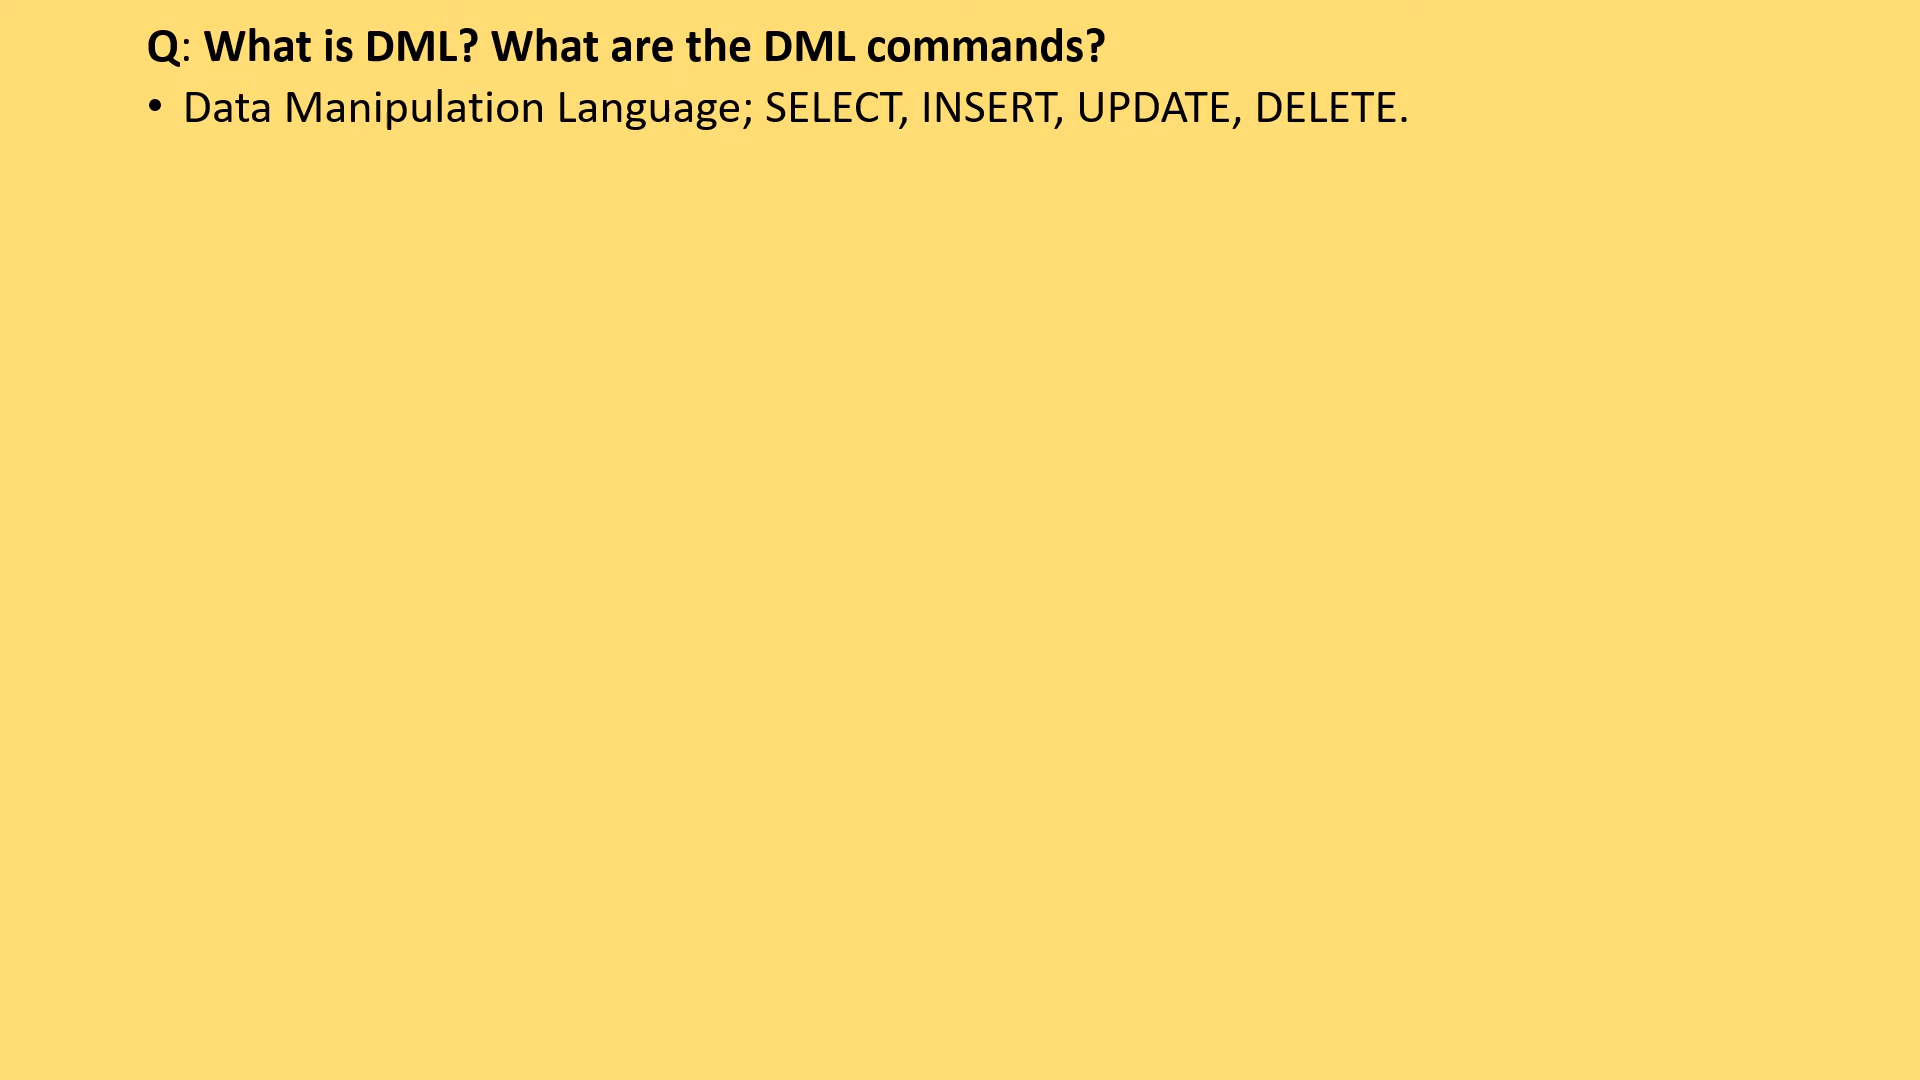 Q: What is DML? What are the DML commands?
• Data Manipulation Language; SELECT, INSERT, UPDATE, DELETE.